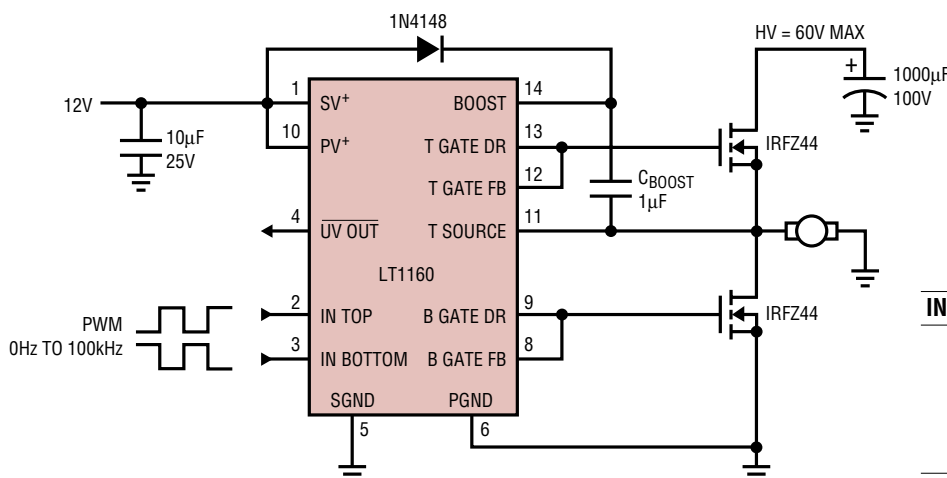 1N4148
HV = 60V MAX
+
1000µF
100V
12V
10µF
25V
1
SV+
10
PV+
4
UV OUT
PWM
0Hz TO 100kHz
2
IN TOP
3
IN BOTTOM
SGND
5
LT1160
BOOST
14
T GATE DR
13
T GATE FB
12
T SOURCE
11
B GATE DR
9
B GATE FB
8
PGND
6
CBOOST
1µF
IRFZ44
IRFZ44
IN